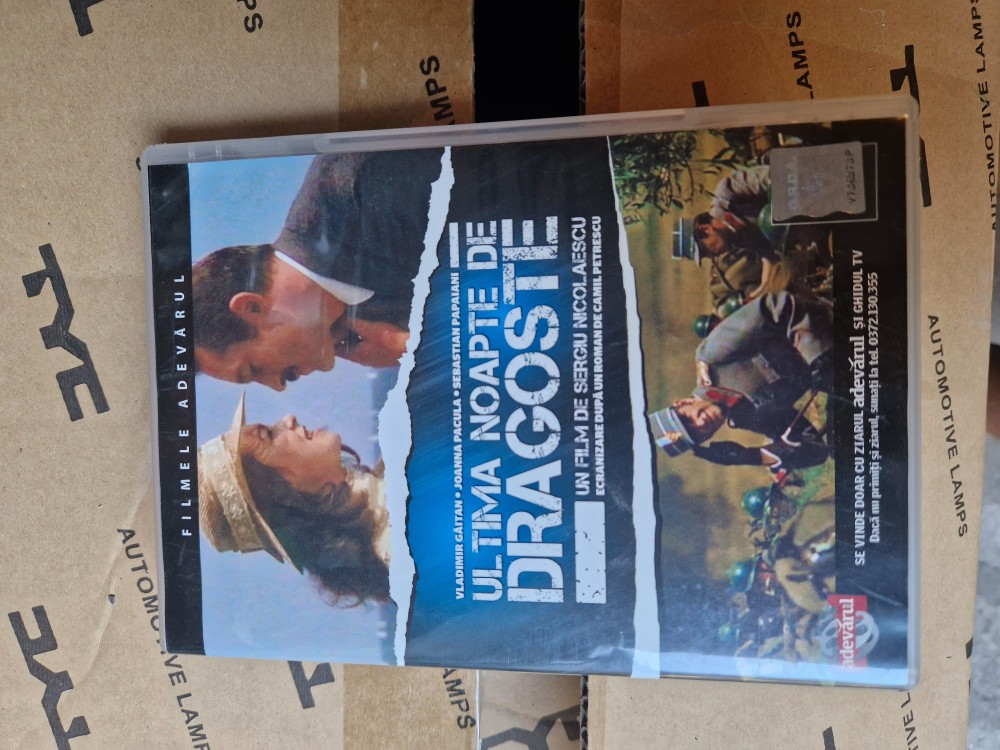 FILMELE ADEVĂRUL
VLADIMIR GĂITAN • JOANNA PACULA • SEBASTIAN PAPAIANI
ULTIMA NOAPTE DE
DRAGOSTE
UN FILM DE SERGIU NICOLAESCU
ECRANIZARE DUPĂ UN ROMAN DE CAMIL PETRESCU
SE VINDE DOAR CU ZIARUL adevărul ȘI GHIDUL TV
Dacă nu primiți și ziarul, sunați la tel. 0372.130.355
adevărul
TYC
TYC
AUTOMOTIVE LAMPS
AUTOMOTIVE LAMPS
AUTOMOTIVE LAMPS
AUTOMOTIVE LAMPS